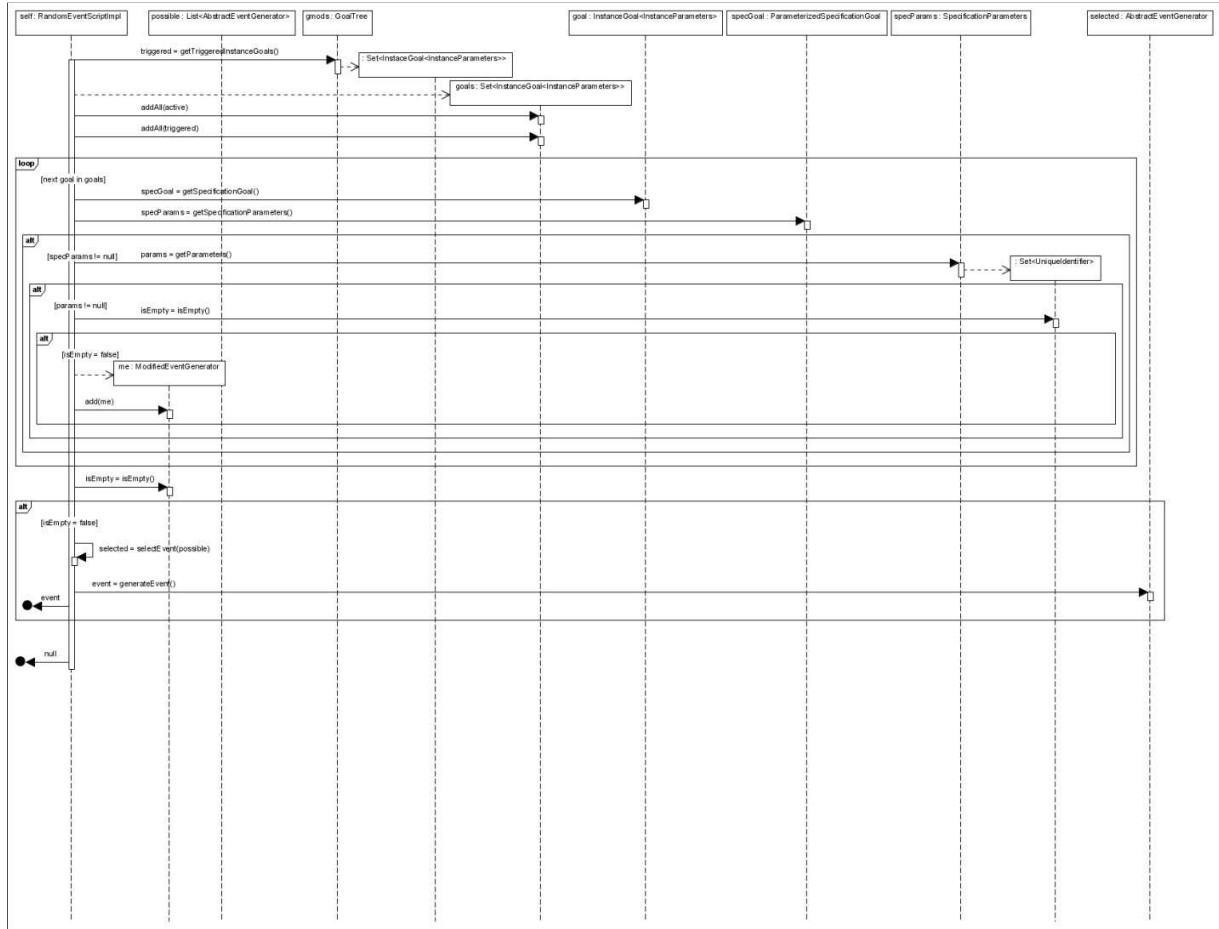 self : RandomEventScriptImpl
possible : List<AbstractEventGenerator>
gmods : GoalTree
goal : InstanceGoal<InstanceParameters>
specGoal : ParameterizedSpecificationGoal
specParams : SpecificationParameters
selected : AbstractEventGenerator
triggered = getTriggeredInstanceGoals()
: Set<InstaceGoal<InstanceParameters>>
goals : Set<InstanceGoal<InstanceParameters>>
addAll(active)
addAll(triggered)
loop
[next goal in goals]
specGoal = getSpecificationGoal()
specParams = getSpecificationParameters()
alt
[specParams != null]
params = getParameters()
: Set<UniqueIdentifier>
alt
[params != null]
isEmpty = isEmpty()
alt
[isEmpty = false]
me : ModifiedEventGenerator
add(me)
isEmpty = isEmpty()
alt
[isEmpty = false]
selected = selectEvent(possible)
event = generateEvent()
event
null